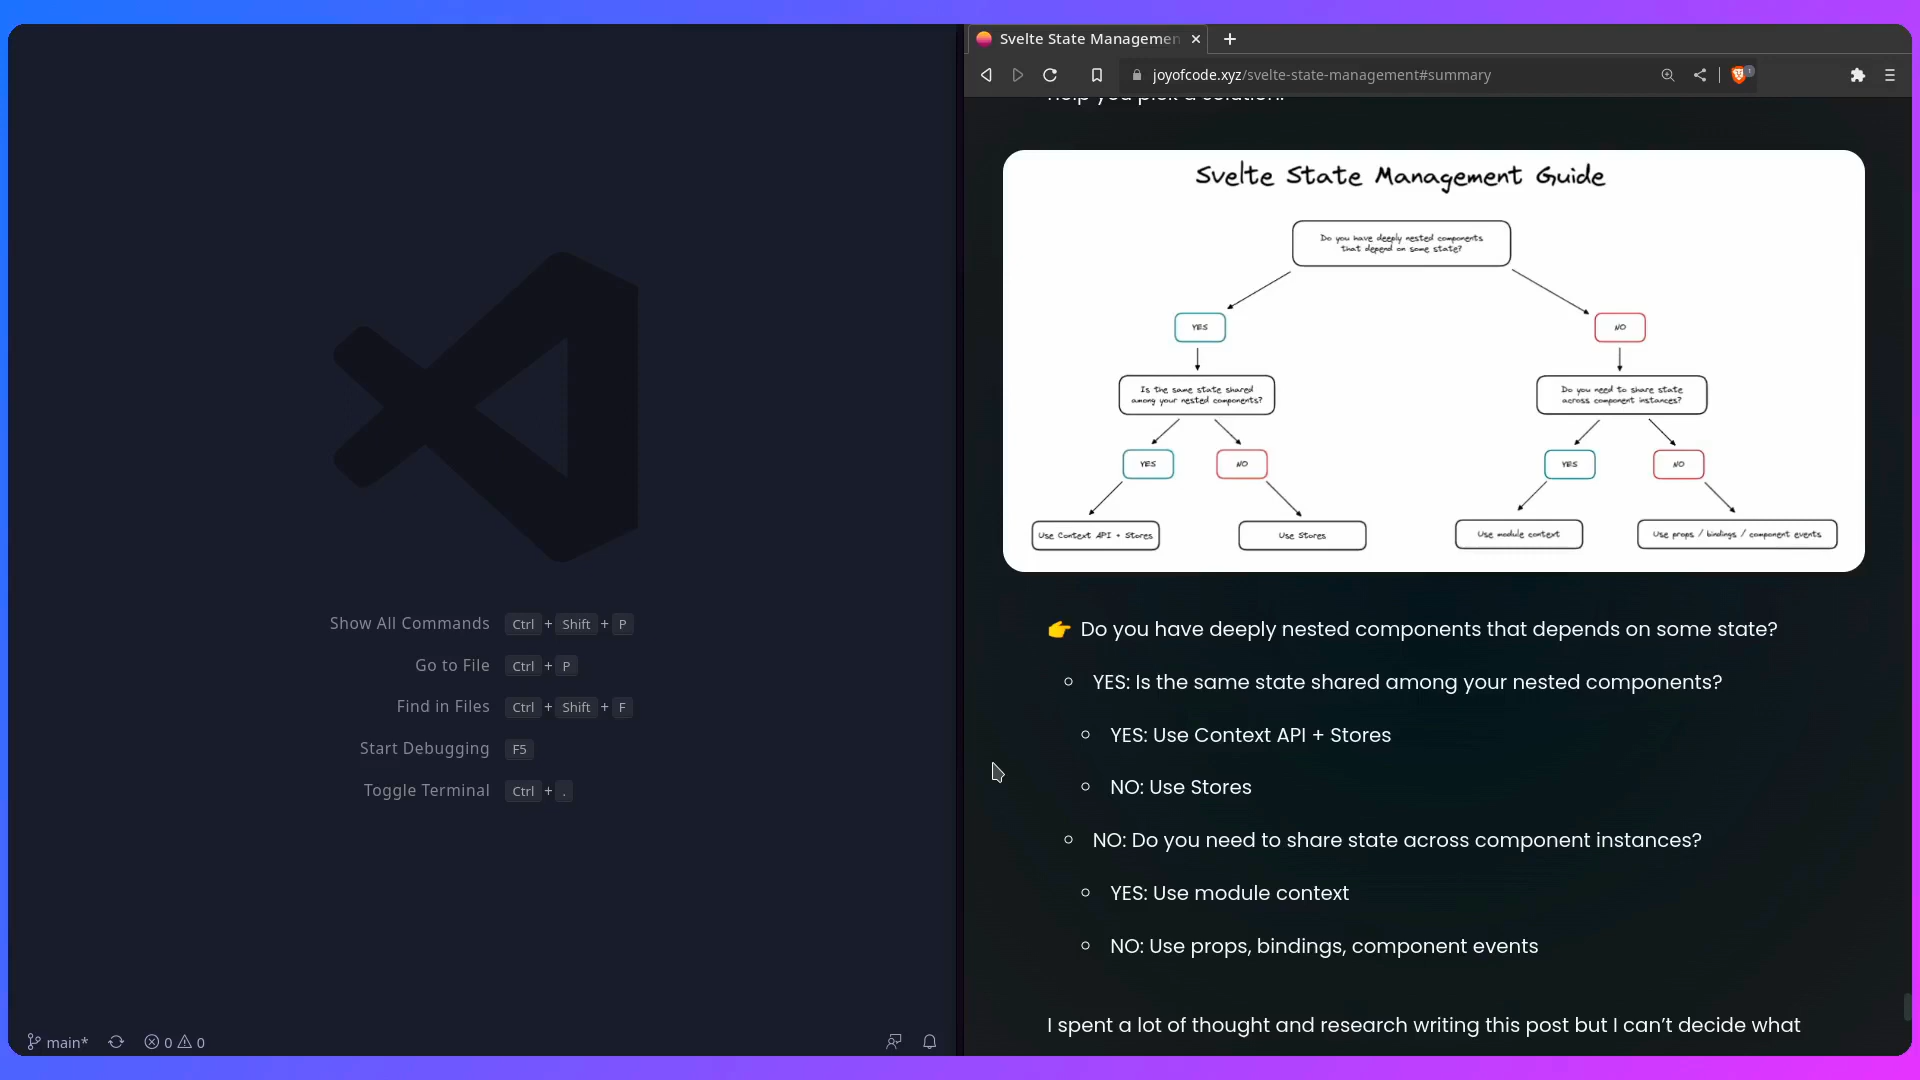 Show All Commands Ctrl + Shift + P
Go to File Ctrl + P
Find in Files Ctrl + Shift + F
Start Debugging F5
Toggle Terminal Ctrl + .
main* 0 0
Svelte State Managemen
joyofcode.xyz/svelte-state-management#summary
1
help you pick a solution.
Svelte State Management Guide
Do you have deeply nested components
that depend on some state?
YES
NO
Is the same state shared
among your nested components?
Do you need to share state
across component instances?
YES
NO
YES
NO
Use Context API + Stores
Use Stores
Use module context
Use props / bindings / component events
👉 Do you have deeply nested components that depends on some state?
YES: Is the same state shared among your nested components?
YES: Use Context API + Stores
NO: Use Stores
NO: Do you need to share state across component instances?
YES: Use module context
NO: Use props, bindings, component events
I spent a lot of thought and research writing this post but I can't decide what